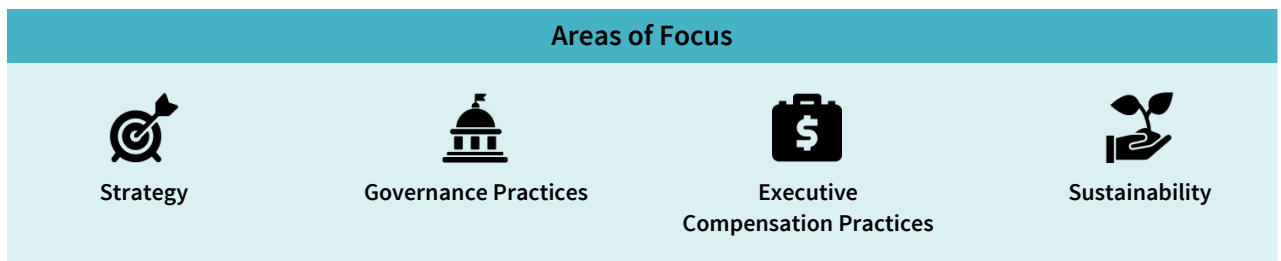 Areas of Focus
$
Strategy
Governance Practices
Executive
Compensation Practices
Sustainability